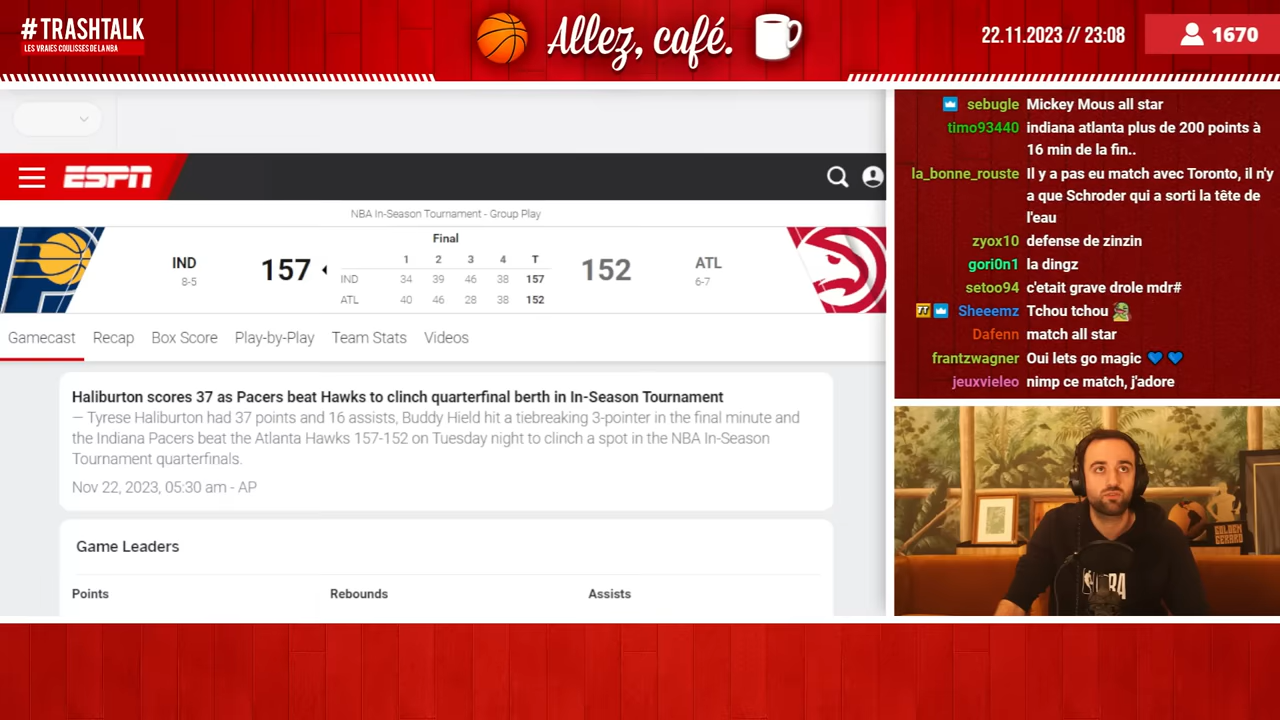 #TRASHTALK
LES VRAIES COULISSES DE LA NBA
Allez, café.
22.11.2023 // 23:08
1670
ESPN
NBA In-Season Tournament - Group Play
Final
IND
8-5
157
1 2 3 4 T
IND 34 39 46 38 157
ATL 40 46 28 38 152
152
ATL
6-7
Gamecast Recap Box Score Play-by-Play Team Stats Videos
Haliburton scores 37 as Pacers beat Hawks to clinch quarterfinal berth in In-Season Tournament
— Tyrese Haliburton had 37 points and 16 assists, Buddy Hield hit a tiebreaking 3-pointer in the final minute and
the Indiana Pacers beat the Atlanta Hawks 157-152 on Tuesday night to clinch a spot in the NBA In-Season
Tournament quarterfinals.
Nov 22, 2023, 05:30 am - AP
Game Leaders
Points Rebounds Assists
sebugle Mickey Mous all star
timo93440 indiana atlanta plus de 200 points à
16 min de la fin..
la_bonne_rouste Il y a pas eu match avec Toronto, il n'y
a que Schroder qui a sorti la tête de
l'eau
zyox10 defense de zinzin
gori0n1 la dingz
setoo94 c'etait grave drole mdr#
TT Sheeemz Tchou tchou
Dafenn match all star
frantzwagner Oui lets go magic
jeuxvieleo nimp ce match, j'adore
GOLDEN
GERARD